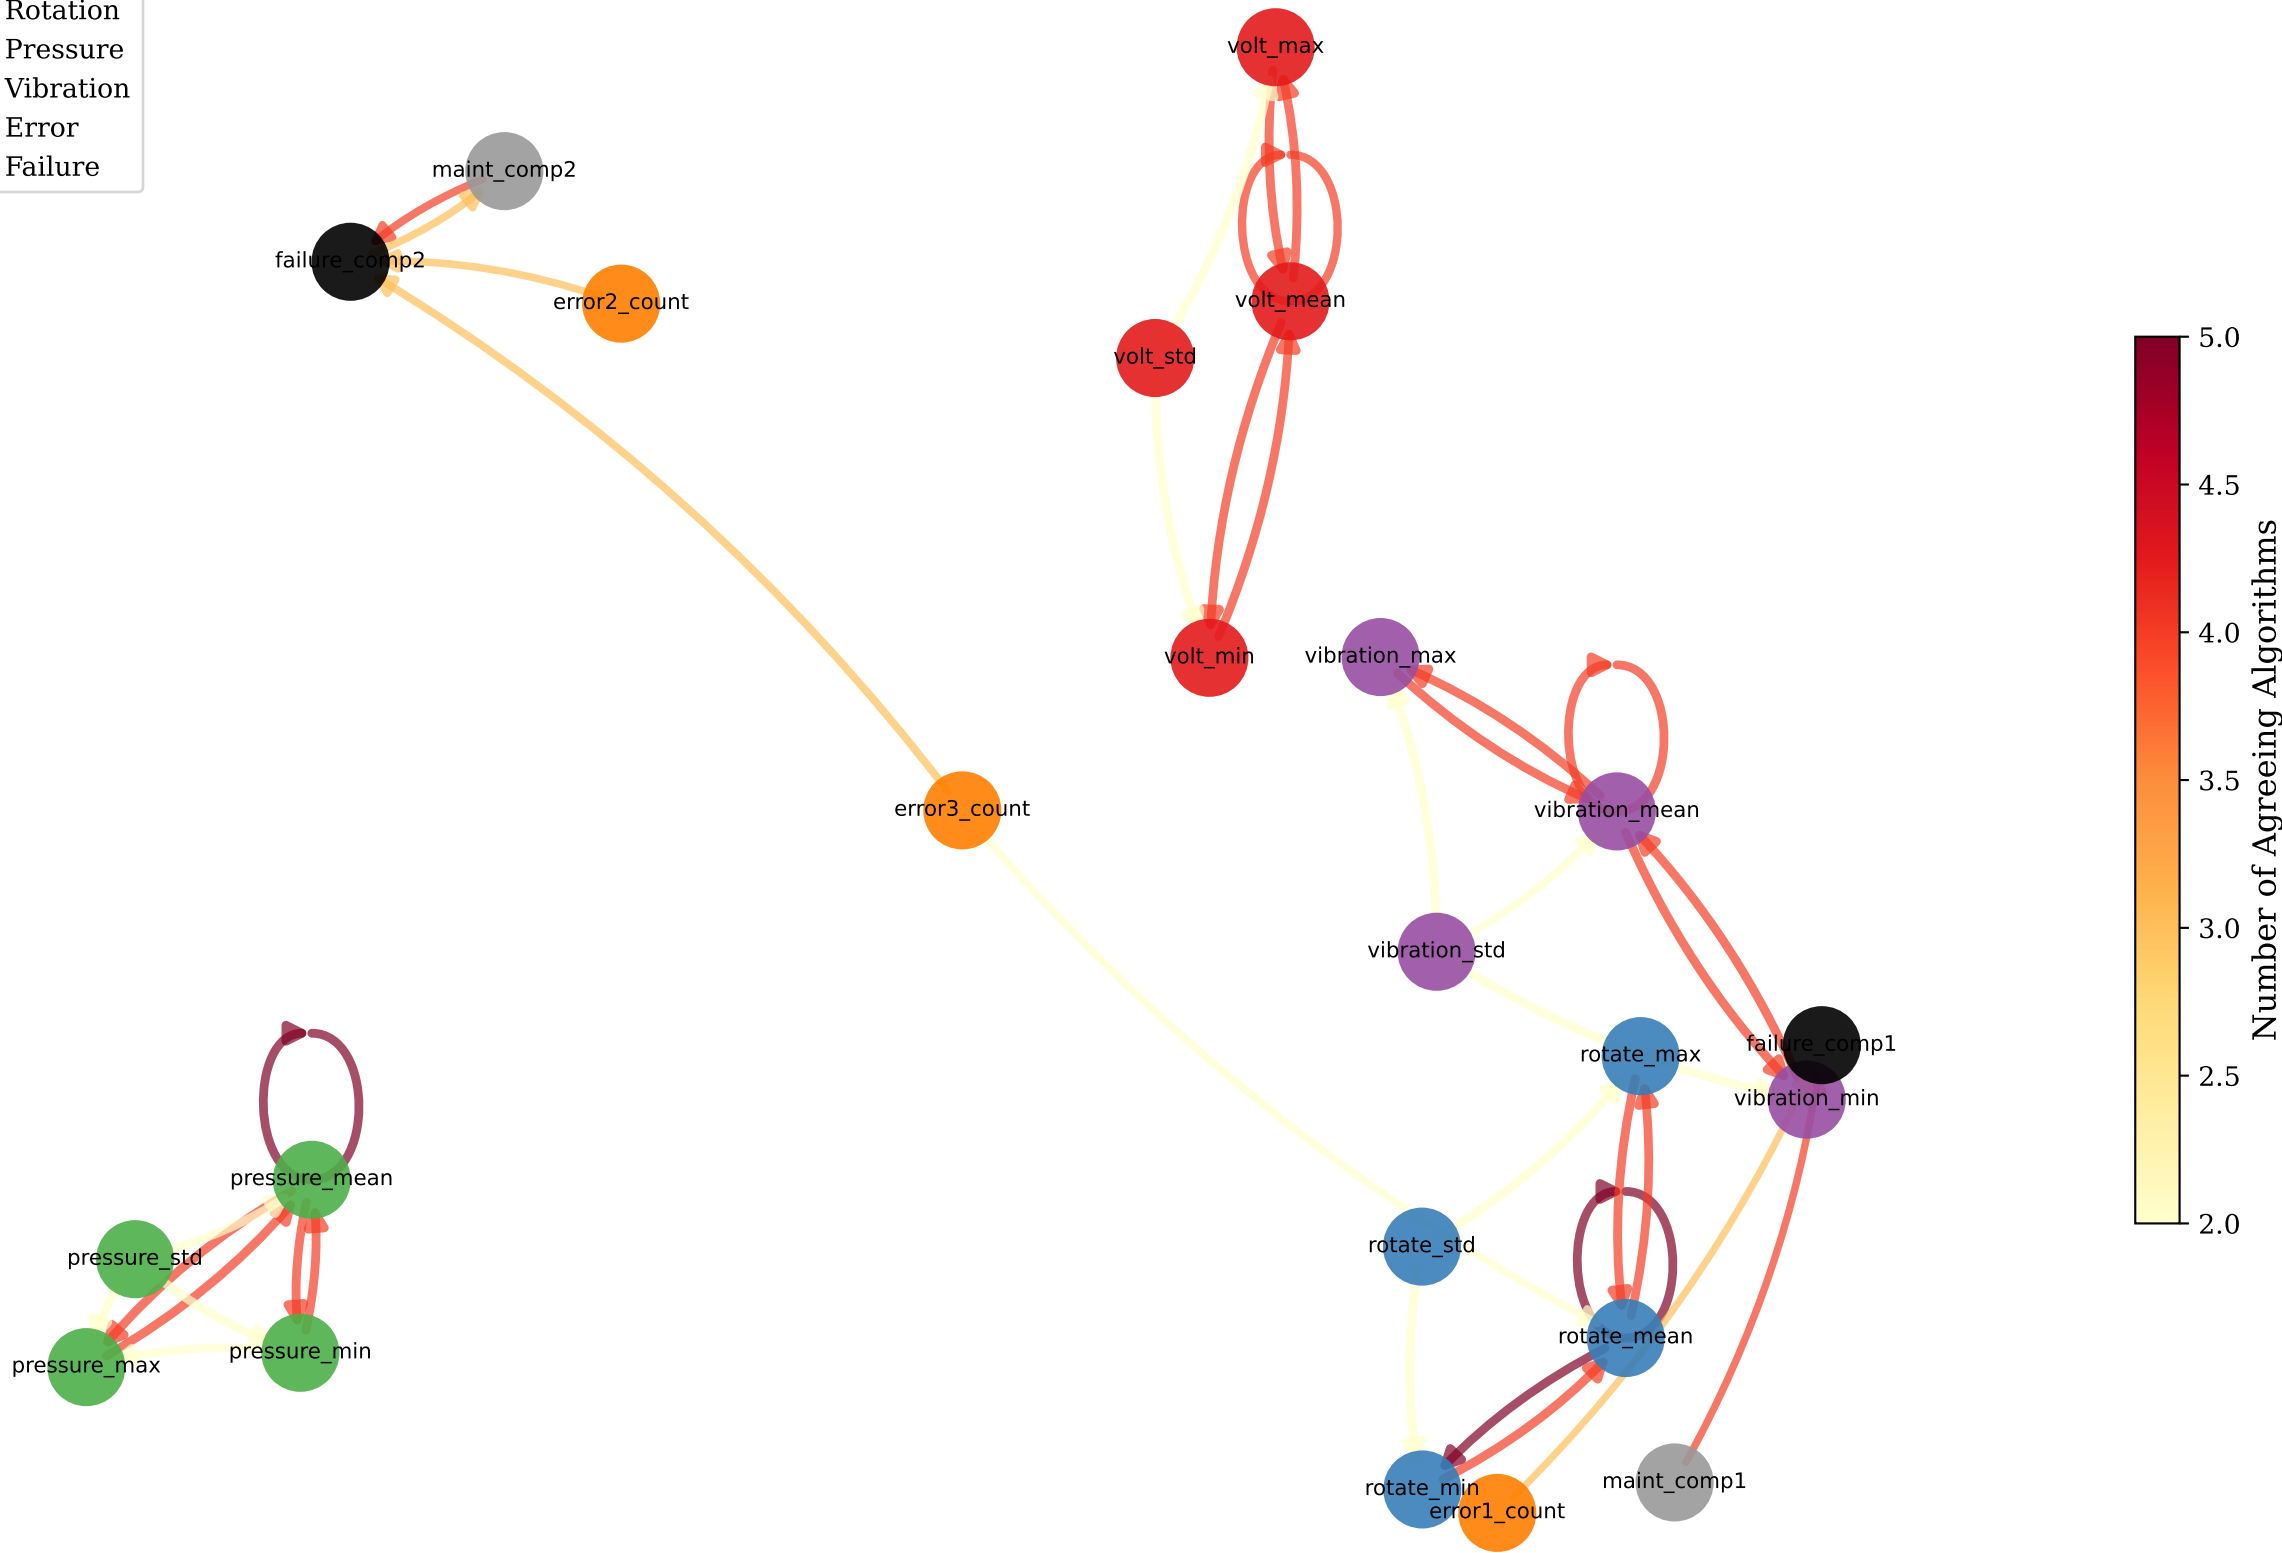 Rotation
Pressure
Vibration
Error
Failure
volt_max
maint_comp2
failure_comp2
error2_count
volt_mean
volt_std
volt_min
vibration_max
error3_count
vibration_mean
vibration_std
rotate_max
failure_comp1
vibration_min
pressure_mean
pressure_std
rotate_std
rotate_mean
pressure_min
pressure_max
rotate_min
error1_count
maint_comp1
5.0
4.5
4.0
3.5
3.0
2.5
2.0
Number of Agreeing Algorithms